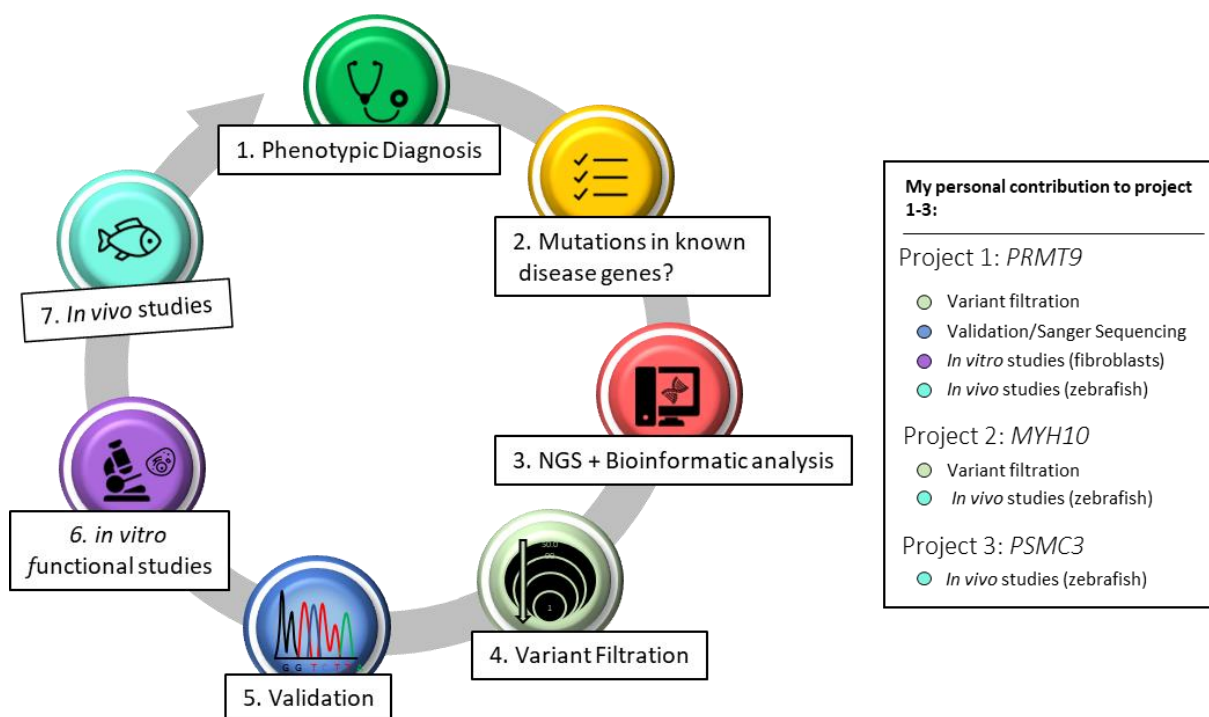 1. Phenotypic Diagnosis
2. Mutations in known
disease genes?
3. NGS + Bioinformatic analysis
4. Variant Filtration
1
5. Validation
G G T C T T
6. in vitro
functional studies
7. In vivo studies
My personal contribution to project
1-3:
Project 1: PRMT9
Variant filtration
Validation/Sanger Sequencing
In vitro studies (fibroblasts)
In vivo studies (zebrafish)
Project 2: MYH10
Variant filtration
In vivo studies (zebrafish)
Project 3: PSMC3
In vivo studies (zebrafish)